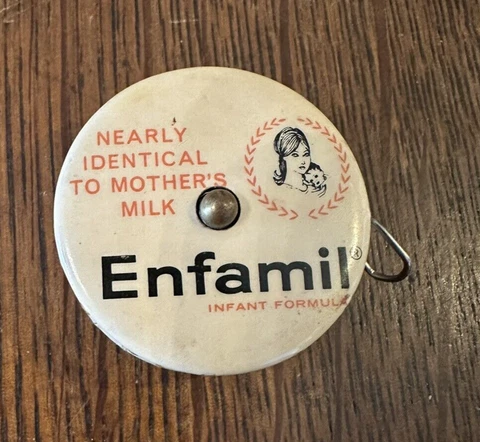 NEARLY
IDENTICAL
TO MOTHER'S
MILK
Enfamil®
INFANT FORMULA